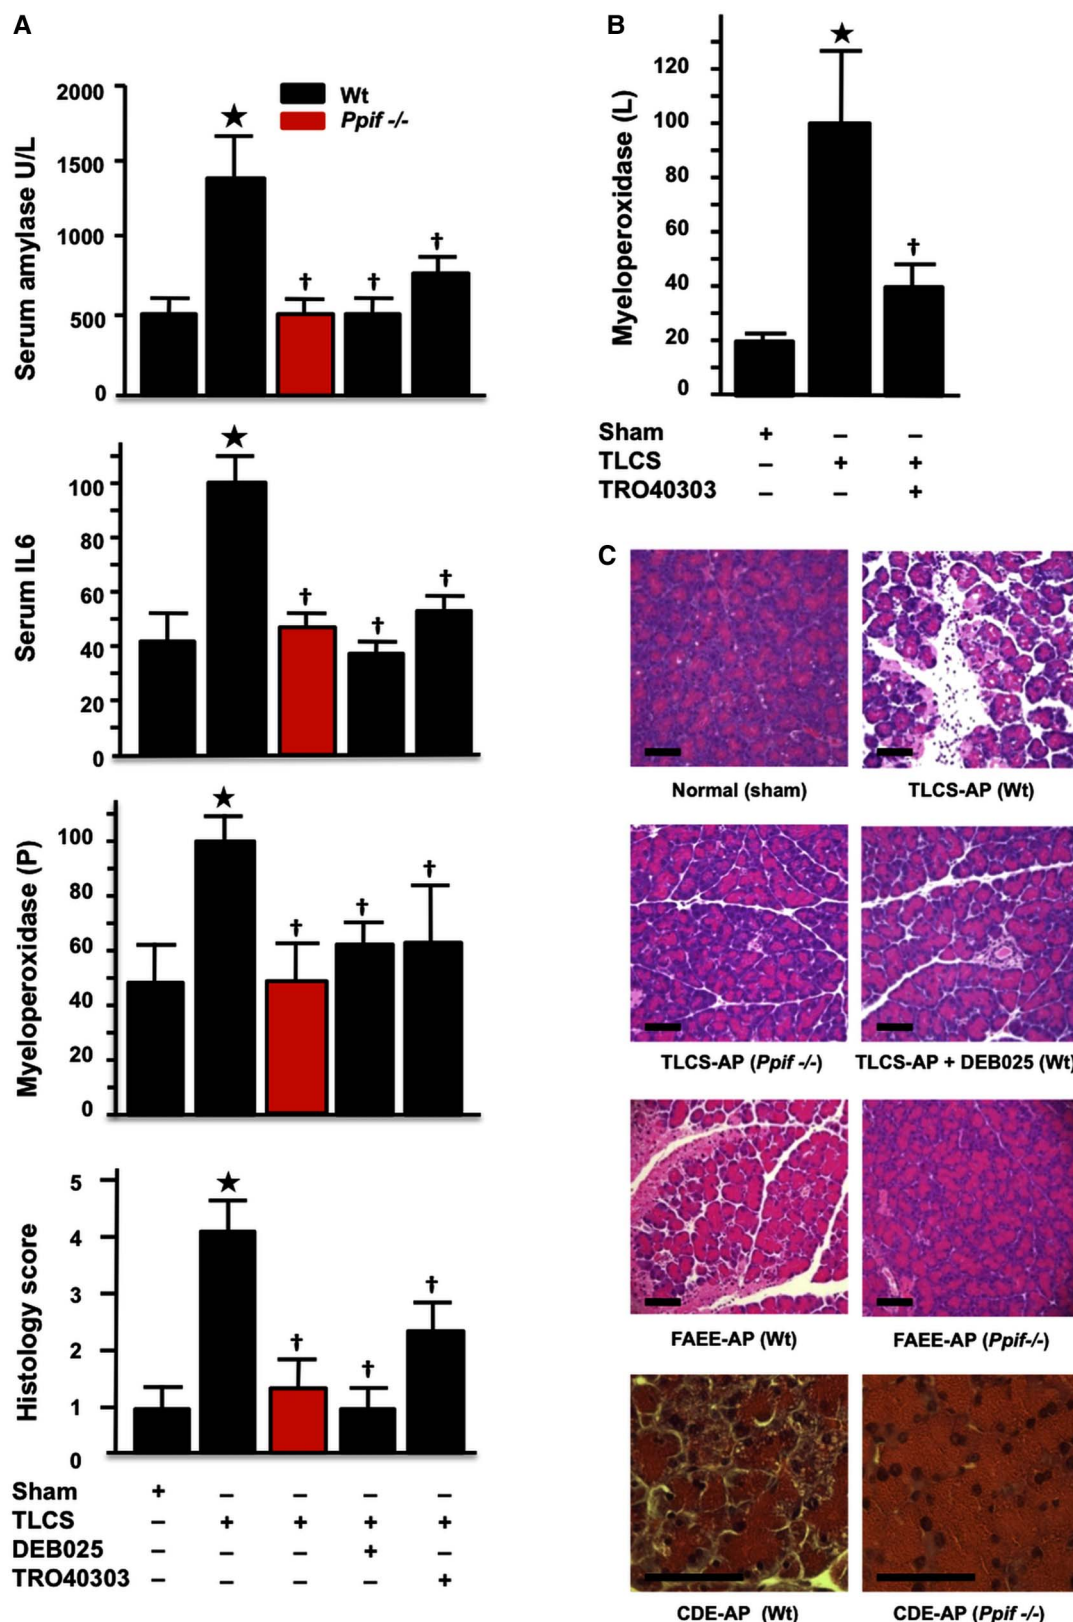 A
Serum amylase U/L
2000
1500
1000
500
0
Wt
Ppif -/-
★
†
†
†
Serum IL6
100
80
60
40
20
0
★
†
†
†
Myeloperoxidase (P)
100
80
60
40
20
0
★
†
†
†
Histology score
5
4
3
2
1
0
★
†
†
†
Sham + – – – –
TLCS – + + + +
DEB025 – – – + –
TRO40303 – – – – +
B
Myeloperoxidase (L)
120
100
80
60
40
20
0
★
†
Sham + – –
TLCS – + +
TRO40303 – – +
C
Normal (sham) TLCS-AP (Wt)
TLCS-AP (Ppif -/-) TLCS-AP + DEB025 (Wt)
FAEE-AP (Wt) FAEE-AP (Ppif-/-)
CDE-AP (Wt) CDE-AP (Ppif -/-)